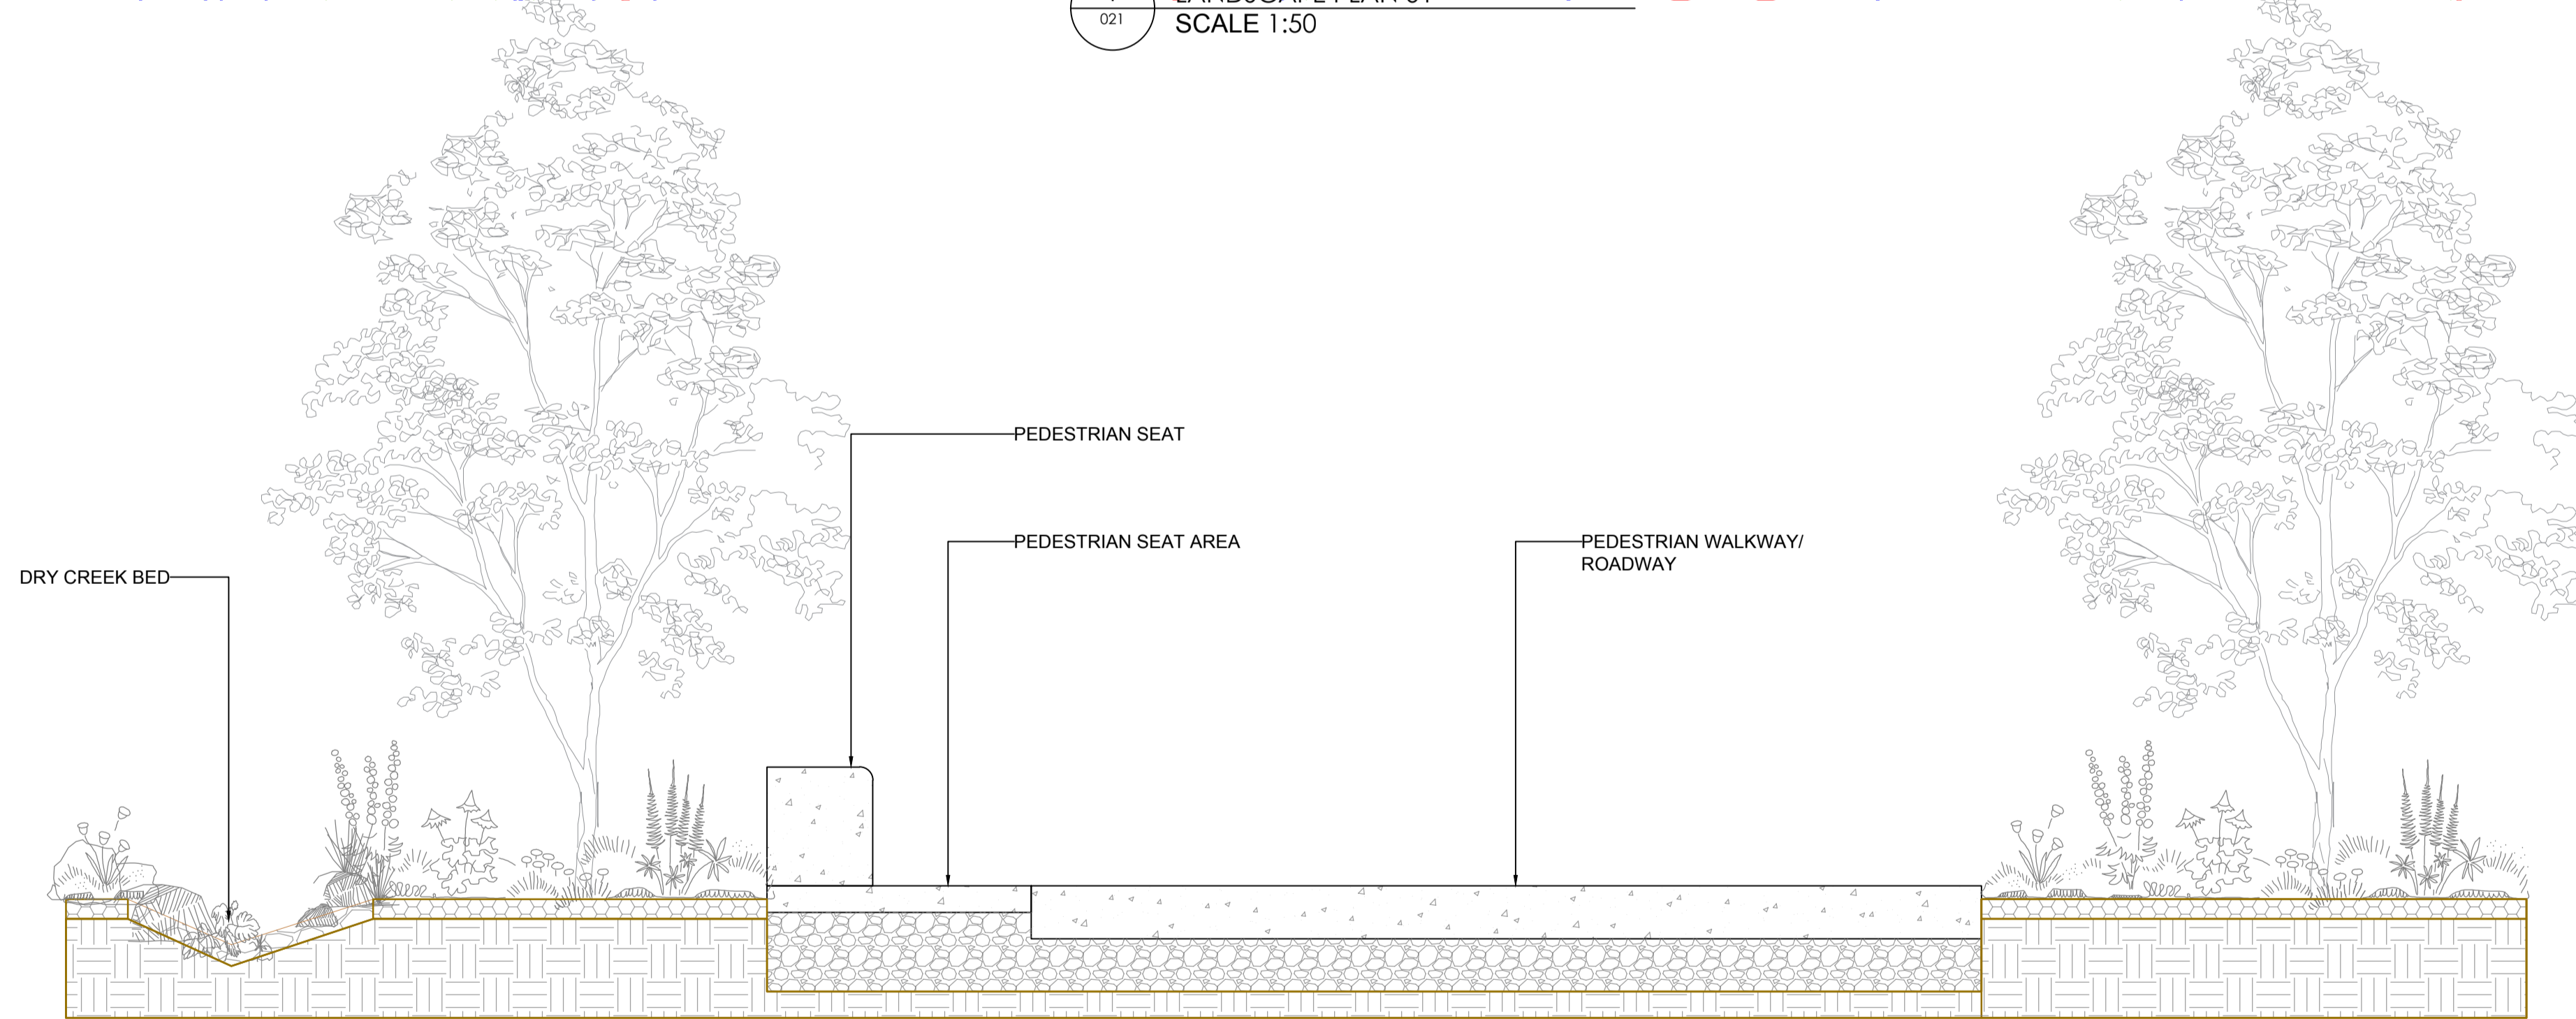 021
SCALE 1:50
PEDESTRIAN SEAT
PEDESTRIAN SEAT AREA
PEDESTRIAN WALKWAY/
ROADWAY
DRY CREEK BED